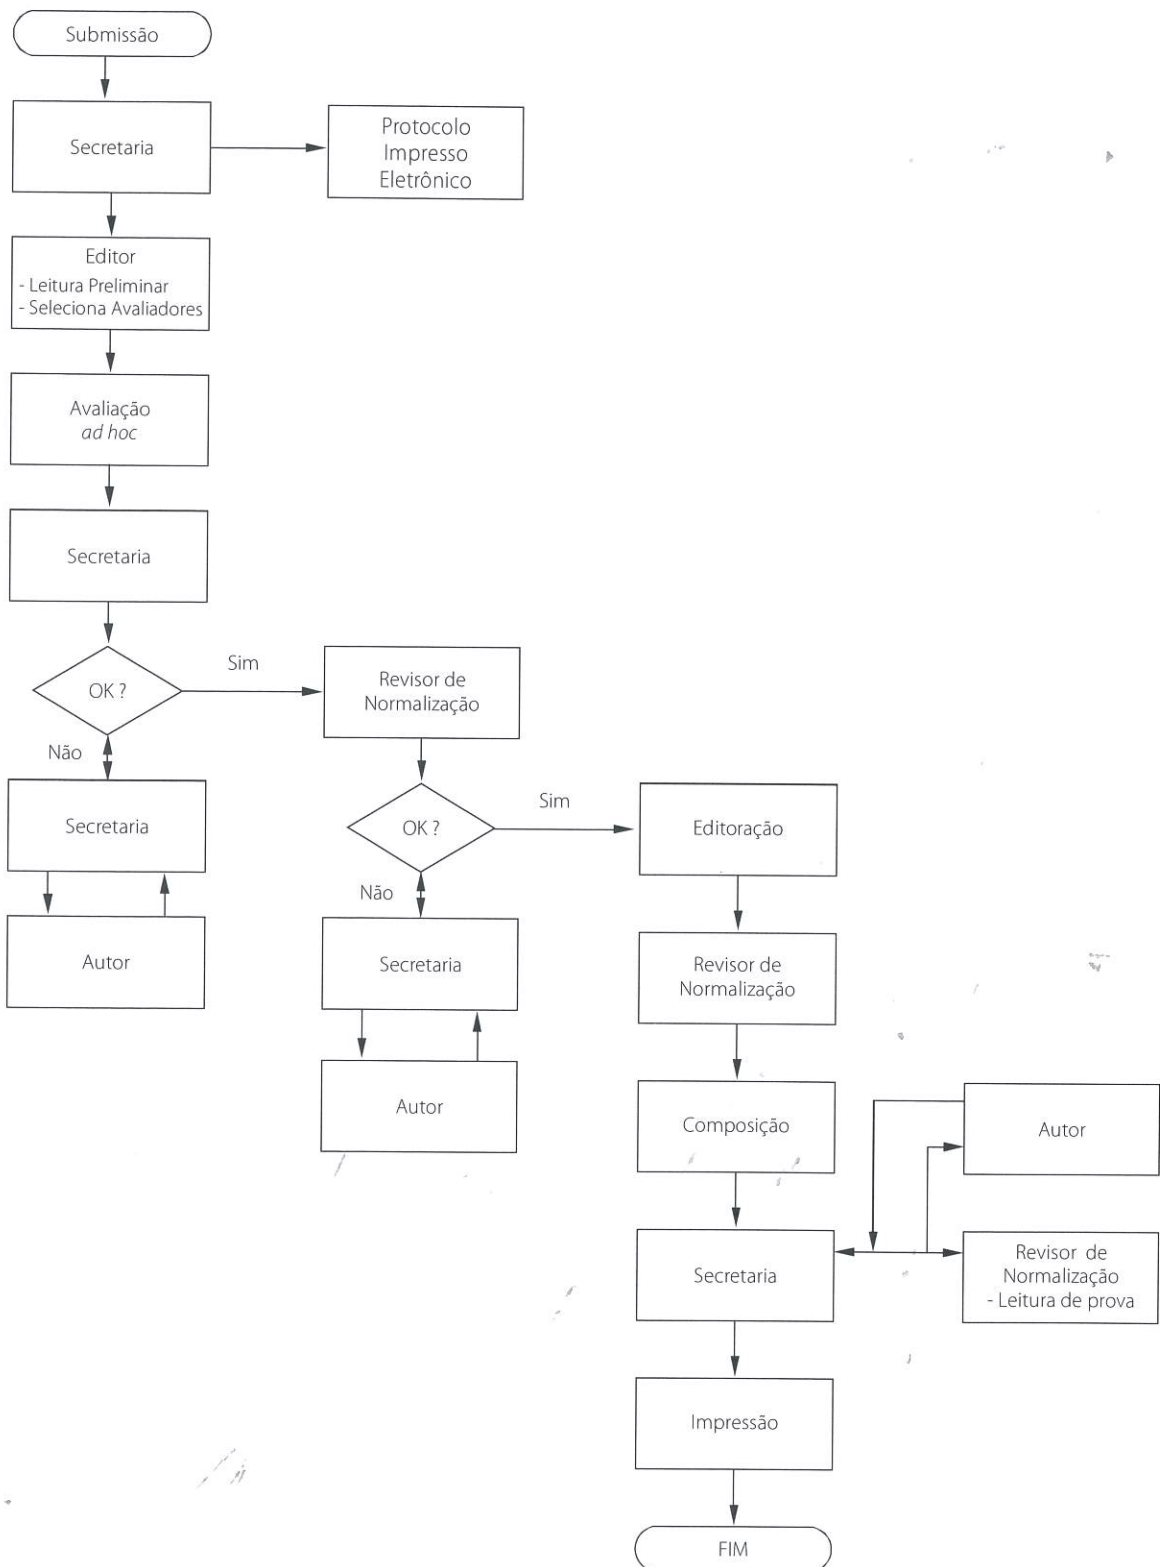 Submissão
Secretaria
Protocolo
Impresso
Eletrônico
Editor
- Leitura Preliminar
- Seleciona Avaliadores
Avaliação
ad hoc
Secretaria
OK ?
Sim
Revisor de
Normalização
Não
Secretaria
Autor
OK ?
Sim
Editoração
Não
Secretaria
Autor
Revisor de
Normalização
Composição
Autor
Secretaria
Revisor de
Normalização
- Leitura de prova
Impressão
FIM